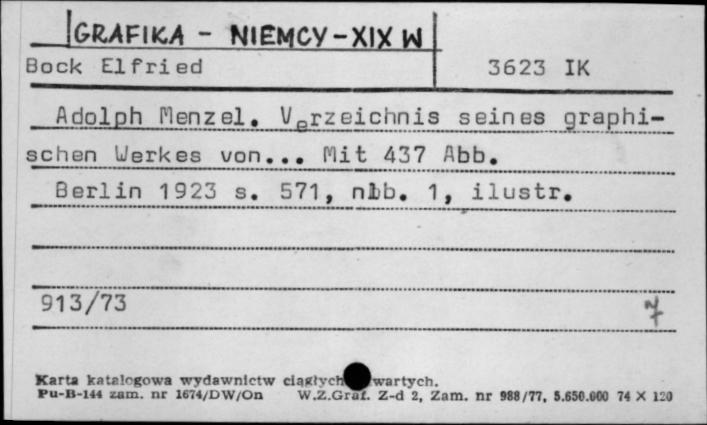 GRAFIKA - NIEMCY - XIX W
Bock Elfried 3623 IK
Adolph Menzel. Verzeichnis seines graphi-
schen Werkes von... Mit 437 Abb.
Berlin 1923 s. 571, nlbb. 1, ilustr.
913/73 7
Karta katalogowa wydawnictw ciągłych wartych.
Pu-B-144 zam. nr 1674/DW/On W.Z.Graf. Z-d 2, Zam. nr 988/77, 5.650.000 74 X 120